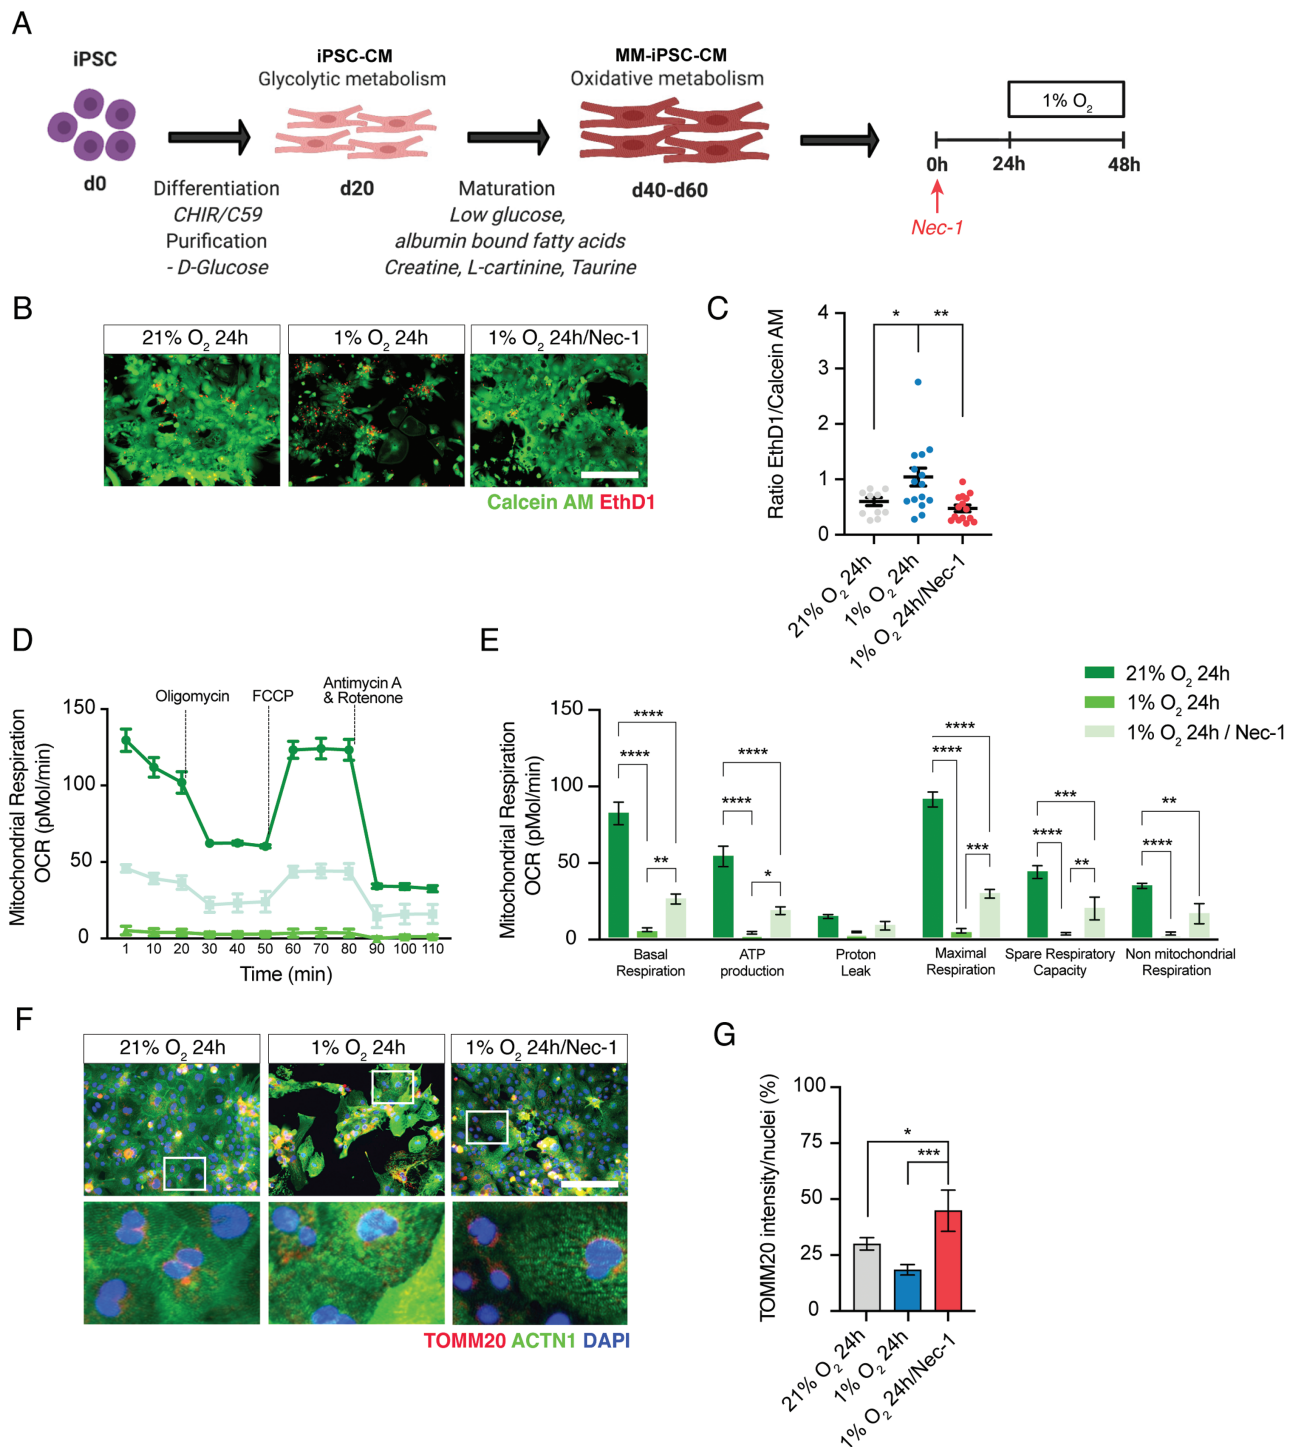 A
iPSC
d0
Differentiation
CHIR/C59
Purification
- D-Glucose
iPSC-CM
Glycolytic metabolism
d20
Maturation
Low glucose,
albumin bound fatty acids
Creatine, L-cartinine, Taurine
MM-iPSC-CM
Oxidative metabolism
d40-d60
1% O2
0h 24h 48h
Nec-1
B
21% O2 24h
1% O2 24h
1% O2 24h/Nec-1
Calcein AM EthD1
C
Ratio EthD1/Calcein AM
4
3
2
1
0
* **
21% O2 24h
1% O2 24h
1% O2 24h/Nec-1
D
Mitochondrial Respiration
OCR (pMol/min)
150
100
50
0
Oligomycin
FCCP
Antimycin A
& Rotenone
1 10 20 30 40 50 60 70 80 90 100 110
Time (min)
E
21% O2 24h
1% O2 24h
1% O2 24h / Nec-1
Mitochondrial Respiration
OCR (pMol/min)
150
100
50
0
****
****
**
****
****
*
****
****
***
***
****
**
**
****
Basal
Respiration
ATP
production
Proton
Leak
Maximal
Respiration
Spare Respiratory
Capacity
Non mitochondrial
Respiration
F
21% O2 24h
1% O2 24h
1% O2 24h/Nec-1
TOMM20 ACTN1 DAPI
G
TOMM20 intensity/nuclei (%)
100
75
50
25
0
*
***
21% O2 24h
1% O2 24h
1% O2 24h/Nec-1